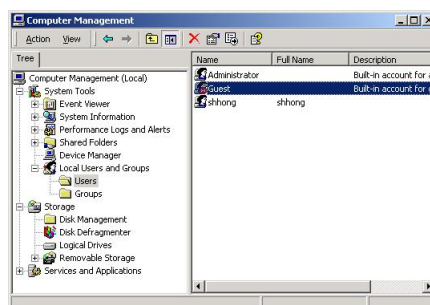 Computer Management
Action View
Tree
Computer Management (Local)
System Tools
Event Viewer
System Information
Performance Logs and Alerts
Shared Folders
Device Manager
Local Users and Groups
Users
Groups
Storage
Disk Management
Disk Defragmenter
Logical Drives
Removable Storage
Services and Applications
Name Full Name Description
Administrator Built-in account for a
Guest Built-in account for
shhong shhong